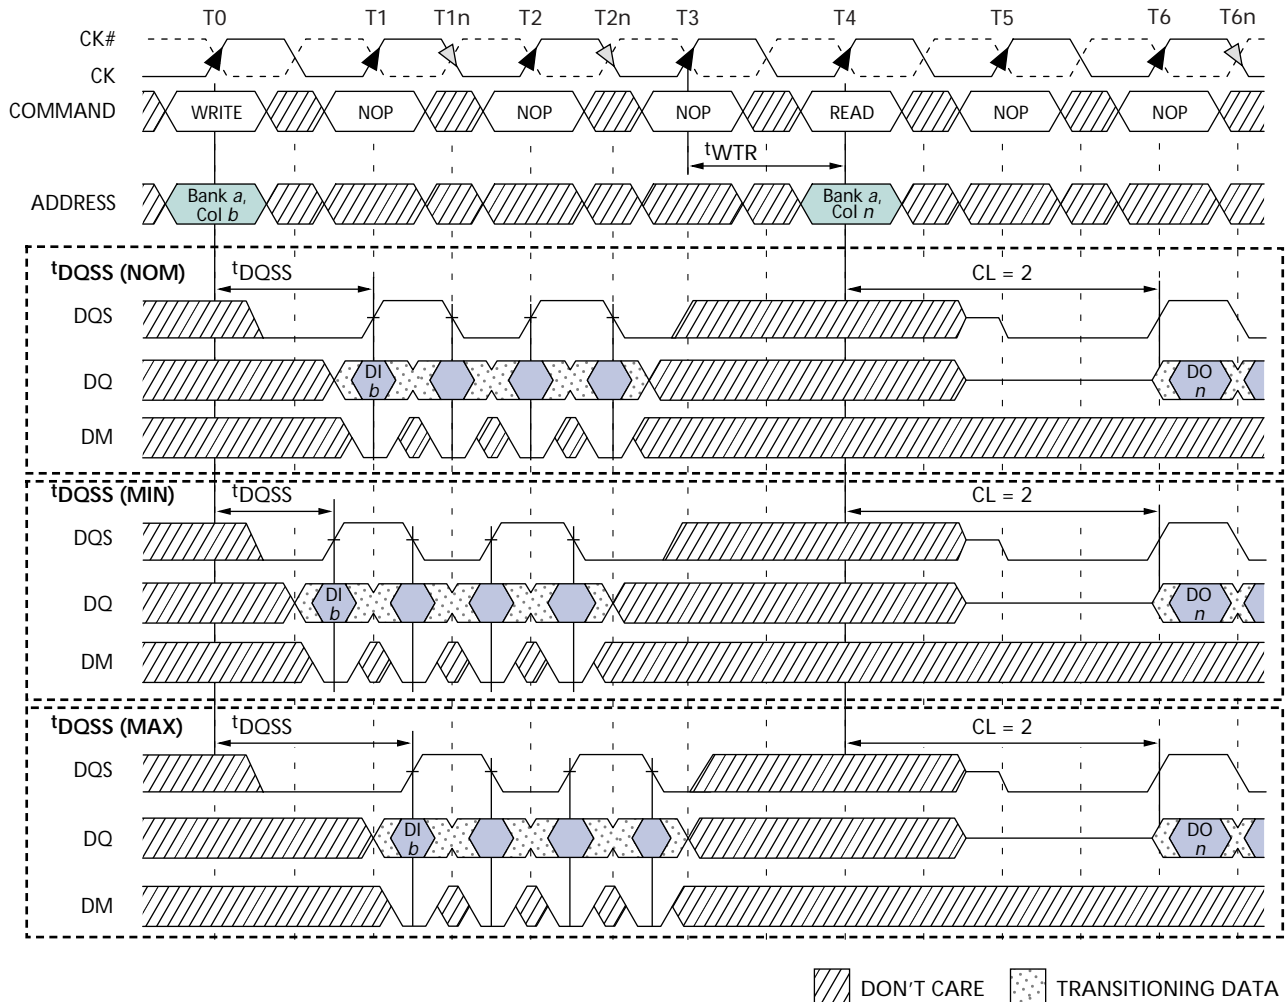 T0 T1 T1n T2 T2n T3 T4 T5 T6 T6n
CK#
CK
COMMAND WRITE NOP NOP NOP READ NOP NOP
tWTR
ADDRESS Bank a, Col b Bank a, Col n
tDQSS (NOM) tDQSS CL = 2
DQS
DQ DI b DO n
DM
tDQSS (MIN) tDQSS CL = 2
DQS
DQ DI b DO n
DM
tDQSS (MAX) tDQSS CL = 2
DQS
DQ DI b DO n
DM
DON'T CARE TRANSITIONING DATA